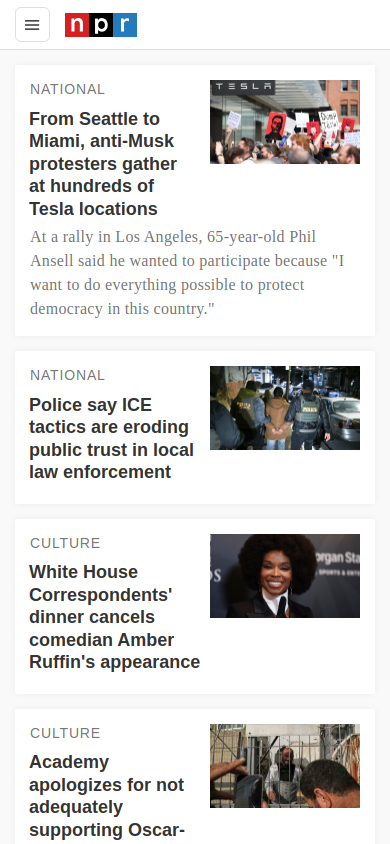 npr
NATIONAL
From Seattle to
Miami, anti-Musk
protesters gather
at hundreds of
Tesla locations
TESLA
At a rally in Los Angeles, 65-year-old Phil
Ansell said he wanted to participate because "I
want to do everything possible to protect
democracy in this country."
NATIONAL
Police say ICE
tactics are eroding
public trust in local
law enforcement
POLICE
CULTURE
White House
Correspondents'
dinner cancels
comedian Amber
Ruffin's appearance
CULTURE
Academy
apologizes for not
adequately
supporting Oscar-